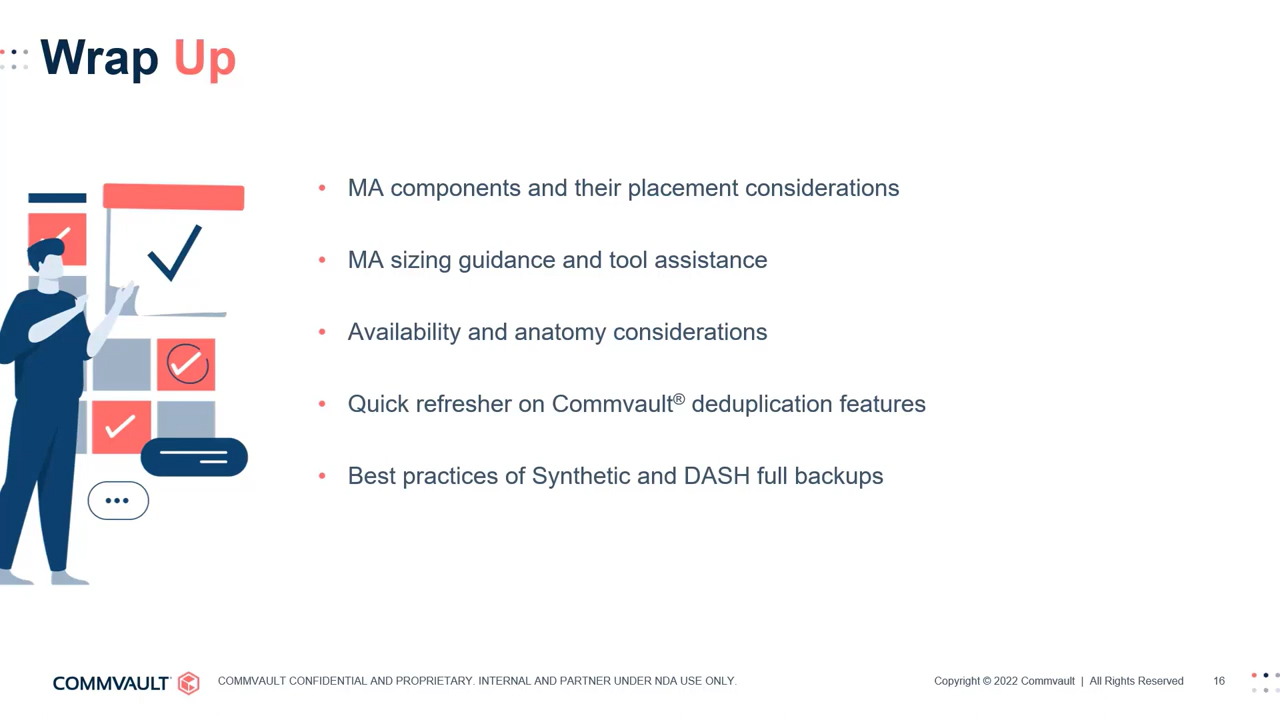 Wrap Up
• MA components and their placement considerations
• MA sizing guidance and tool assistance
• Availability and anatomy considerations
• Quick refresher on Commvault® deduplication features
• Best practices of Synthetic and DASH full backups
COMMVAULT COMMVAULT CONFIDENTIAL AND PROPRIETARY. INTERNAL AND PARTNER UNDER NDA USE ONLY. Copyright © 2022 Commvault | All Rights Reserved 16